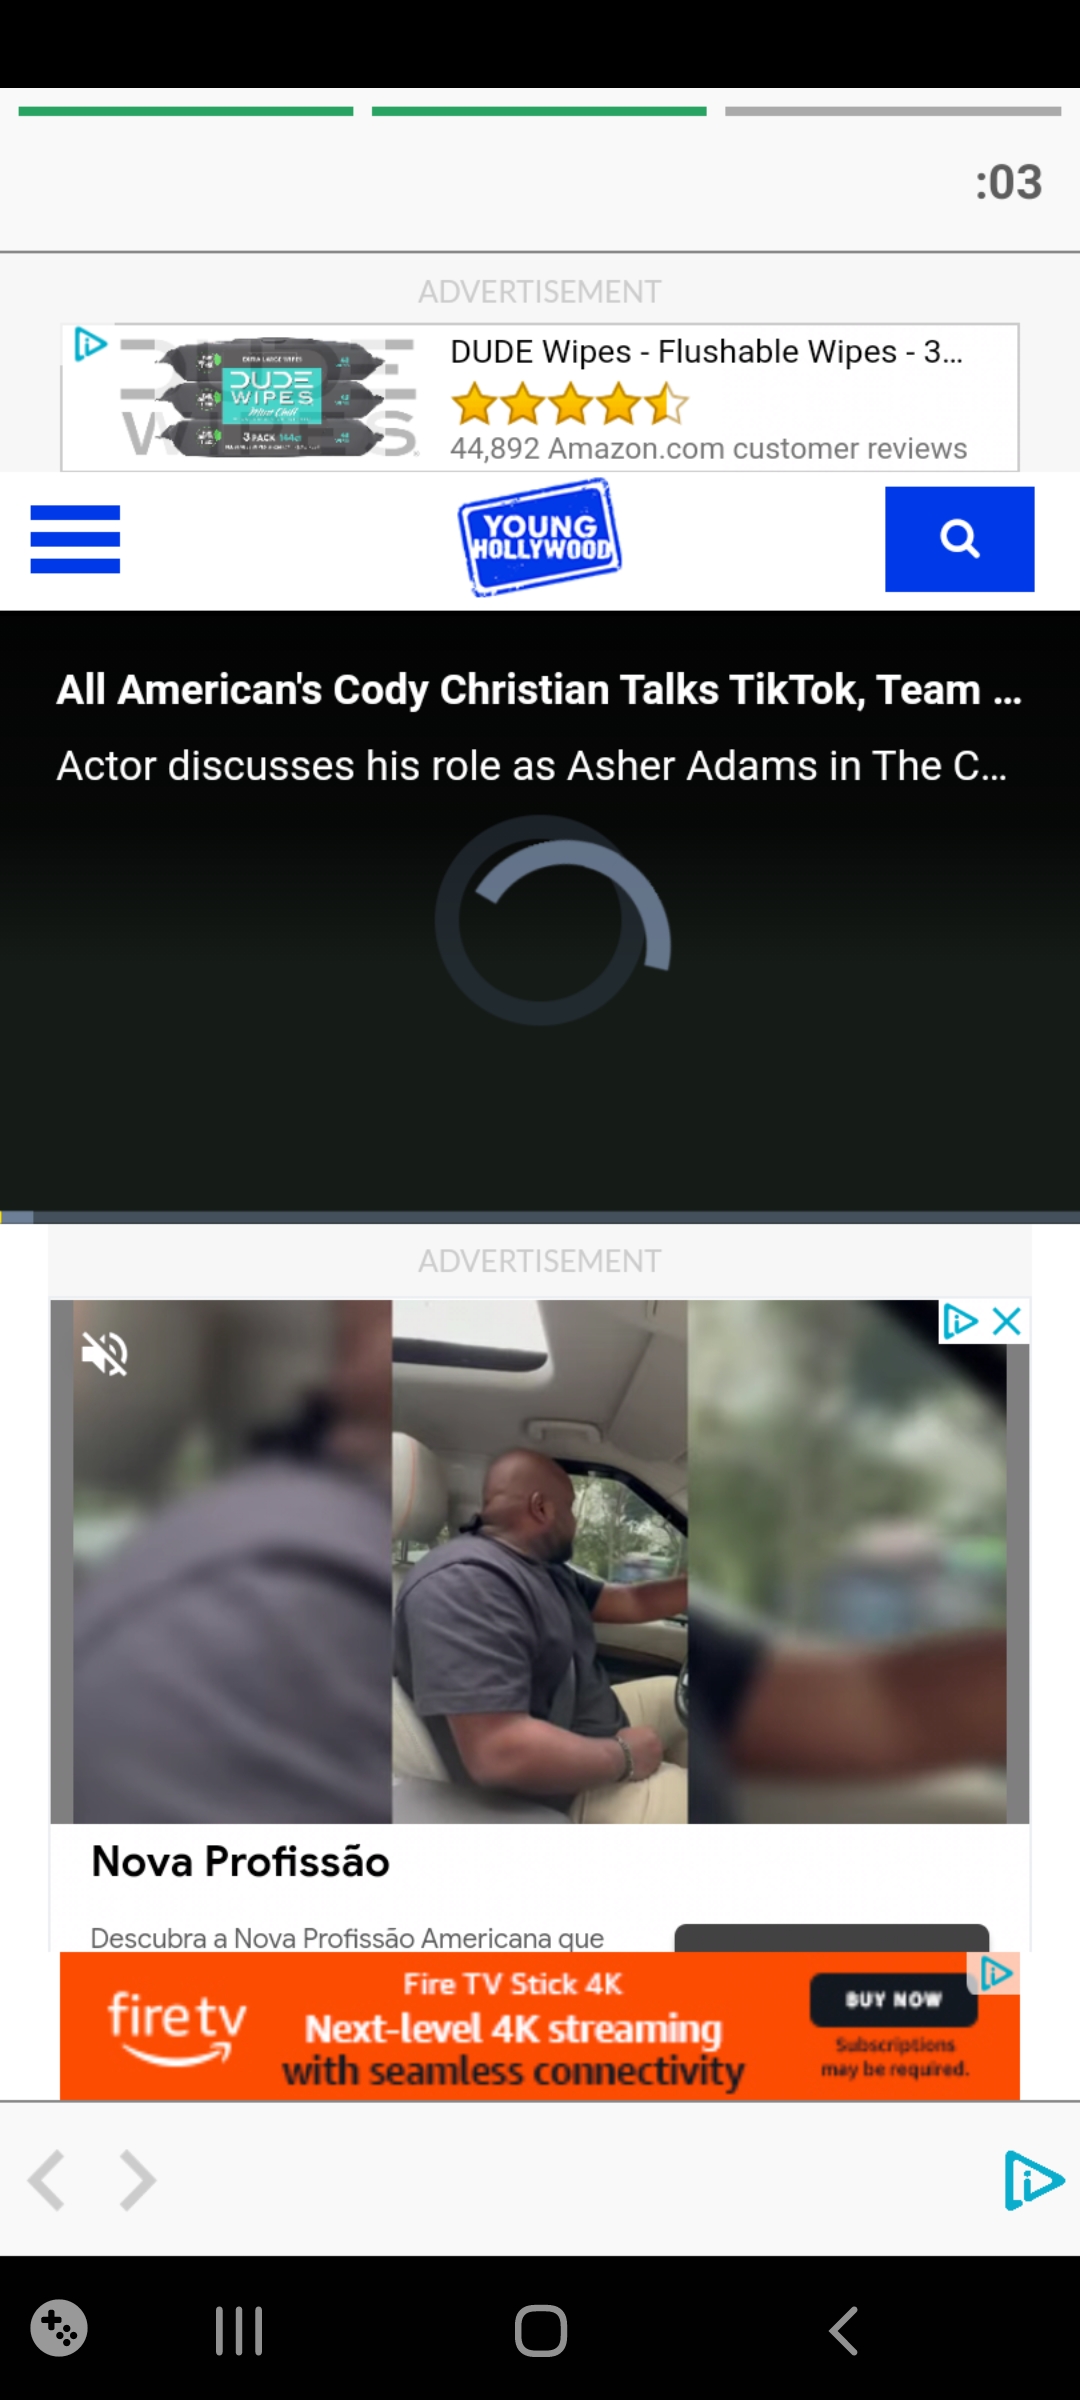 :03
ADVERTISEMENT
DUDE Wipes - Flushable Wipes - 3...
DUDE
WIPES
Mint Chill
3 PACK
44,892 Amazon.com customer reviews
YOUNG
HOLLYWOOD
All American's Cody Christian Talks TikTok, Team ...
Actor discusses his role as Asher Adams in The C...
ADVERTISEMENT
Nova Profissão
Descubra a Nova Profissão Americana que
fire tv
Fire TV Stick 4K
Next-level 4K streaming
with seamless connectivity
BUY NOW
Subscriptions
may be required.